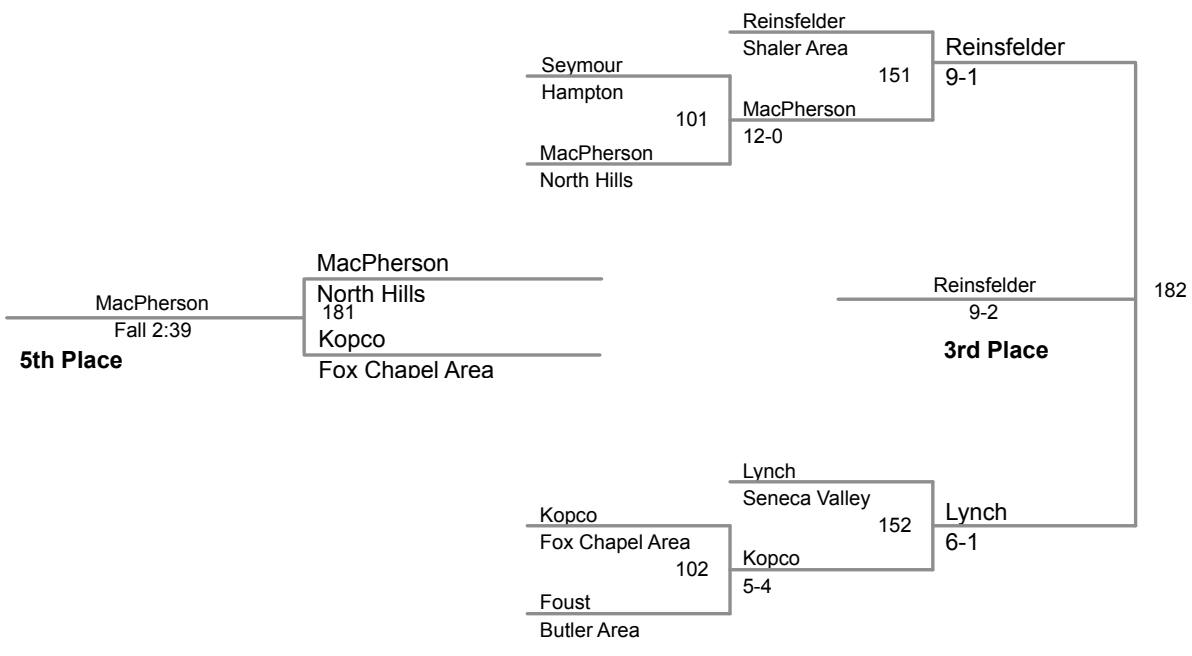 Reinsfelder
Shaler Area
Reinsfelder
9-1
151
Seymour
Hampton
101
MacPherson
12-0
MacPherson
North Hills
MacPherson
North Hills
181
Kopco
Fox Chapel Area
MacPherson
Fall 2:39
5th Place
Reinsfelder
9-2
3rd Place
182
Lynch
Seneca Valley
152
Lynch
6-1
Kopco
Fox Chapel Area
102
Kopco
5-4
Foust
Butler Area